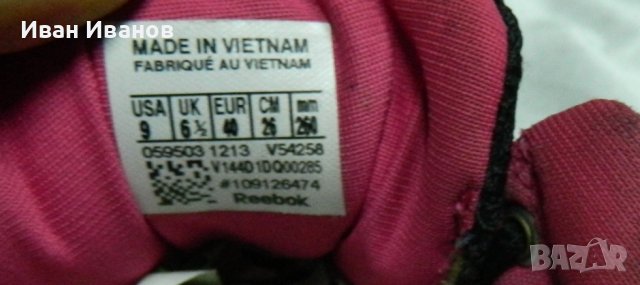 Иван Иванов
MADE IN VIETNAM
FABRIQUÉ AU VIETNAM
USA UK EUR CM mm
9 6 ½ 40 26 260
059503 1213 V54258
V144D1DQ00285
#109126474
Reebok
BAZAR